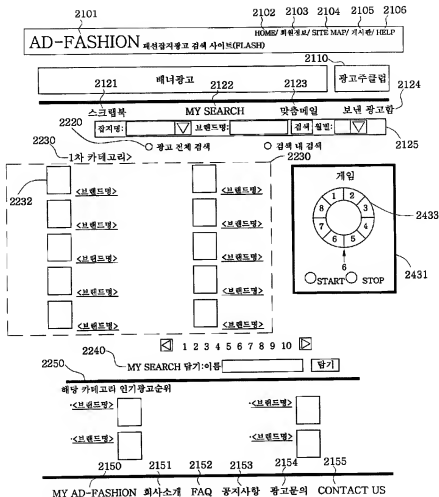 2101 2102 2103 2104 2105 2106
HOME/ 회원정보/ SITE MAP/ 게시판/ HELP
AD-FASHION 패션잡지광고 검색 사이트(FLASH)
2110
배너광고 광고주클럽
2121 2122 2123 2124
스크랩북 MY SEARCH 맞춤메일 보낸 광고함
잡지명: 브랜드명: 검색 월별: 2125
2220 광고 전체 검색 검색 내 검색
2230 1차 카테고리> 2230
2232
<브랜드명> <브랜드명>
<브랜드명> <브랜드명>
<브랜드명> <브랜드명>
<브랜드명> <브랜드명>
<브랜드명> <브랜드명>
게임
1 2 3 4 5 6 7 8
2433
6
START STOP
2431
1 2 3 4 5 6 7 8 9 10
2240
MY SEARCH 담기:이름 담기
2250
해당 카테고리 인기광고순위
·<브랜드명> ·<브랜드명>
·<브랜드명> ·<브랜드명>
2150 2151 2152 2153 2154 2155
MY AD-FASHION 회사소개 FAQ 공지사항 광고문의 CONTACT US